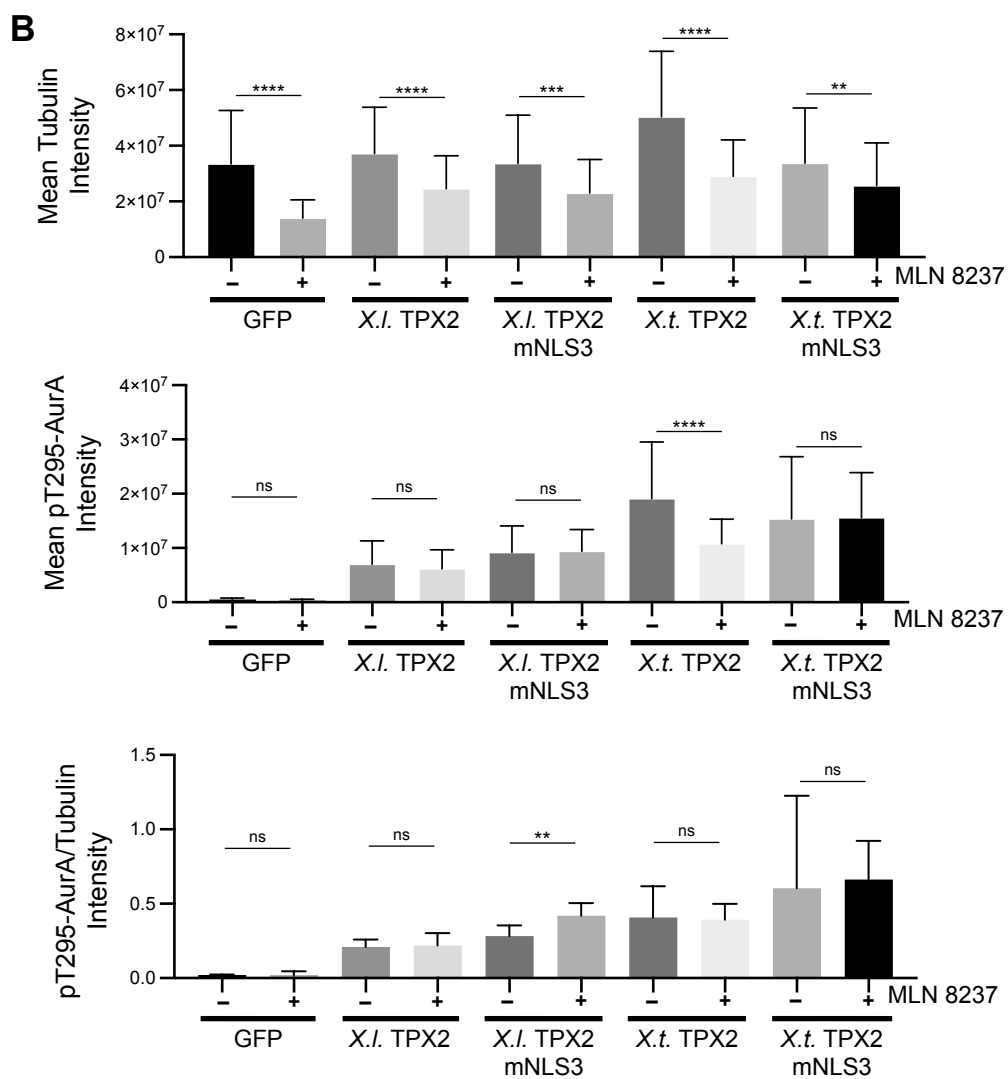 B
Mean Tubulin
Intensity
8×10⁷
6×10⁷
4×10⁷
2×10⁷
0
**** **** *** **** **
– + – + – + – + – + MLN 8237
GFP X.l. TPX2 X.l. TPX2 X.t. TPX2 X.t. TPX2
mNLS3 mNLS3
Mean pT295-AurA
Intensity
4×10⁷
3×10⁷
2×10⁷
1×10⁷
0
ns ns ns **** ns
– + – + – + – + – + MLN 8237
GFP X.l. TPX2 X.l. TPX2 X.t. TPX2 X.t. TPX2
mNLS3 mNLS3
pT295-AurA/Tubulin
Intensity
1.5
1.0
0.5
0.0
ns ns ** ns ns
– + – + – + – + – + MLN 8237
GFP X.l. TPX2 X.l. TPX2 X.t. TPX2 X.t. TPX2
mNLS3 mNLS3